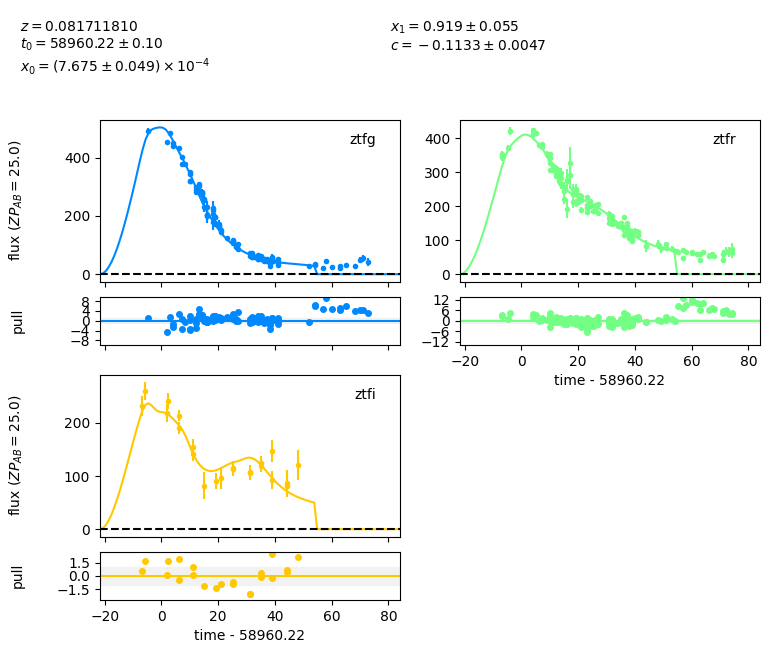 z = 0.081711810
t₀ = 58960.22 ± 0.10
x₀ = (7.675 ± 0.049) × 10⁻⁴
x₁ = 0.919 ± 0.055
c = −0.1133 ± 0.0047
flux (ZP_AB = 25.0)
ztfg
400
200
0
pull
8
4
0
−4
−8
ztfr
400
300
200
100
0
12
6
0
−6
−12
−20 0 20 40 60 80
time - 58960.22
flux (ZP_AB = 25.0)
ztfi
200
100
0
pull
1.5
0.0
−1.5
−20 0 20 40 60 80
time - 58960.22